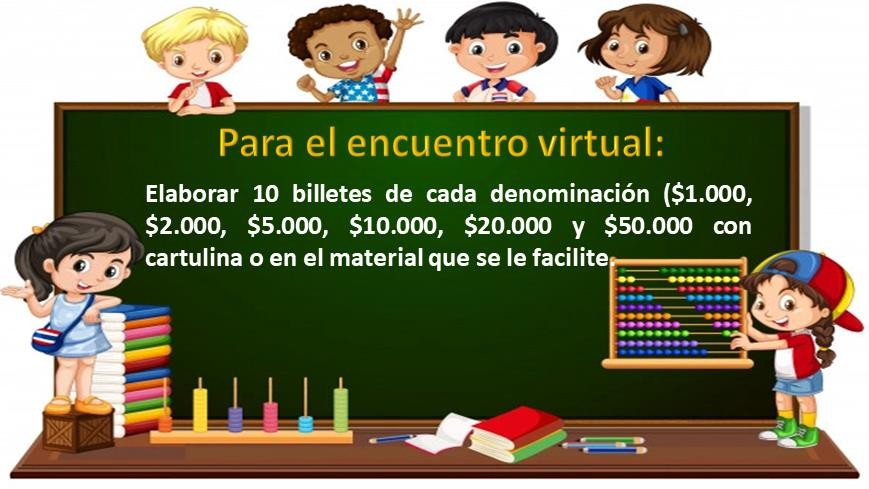 Para el encuentro virtual:
Elaborar 10 billetes de cada denominación ($1.000,
$2.000, $5.000, $10.000, $20.000 y $50.000 con
cartulina o en el material que se le facilite.